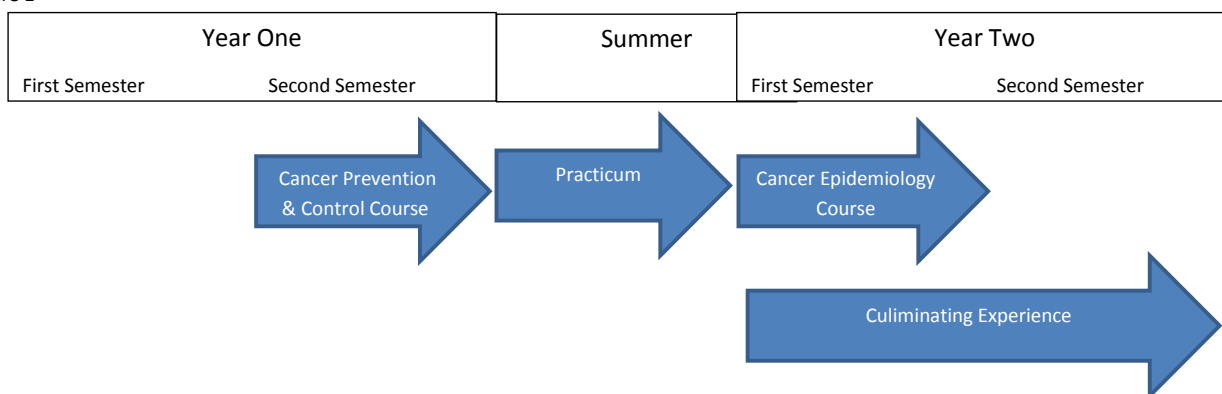 Year One
Summer
Year Two
First Semester
Second Semester
First Semester
Second Semester
Cancer Prevention
& Control Course
Practicum
Cancer Epidemiology
Course
Culiminating Experience